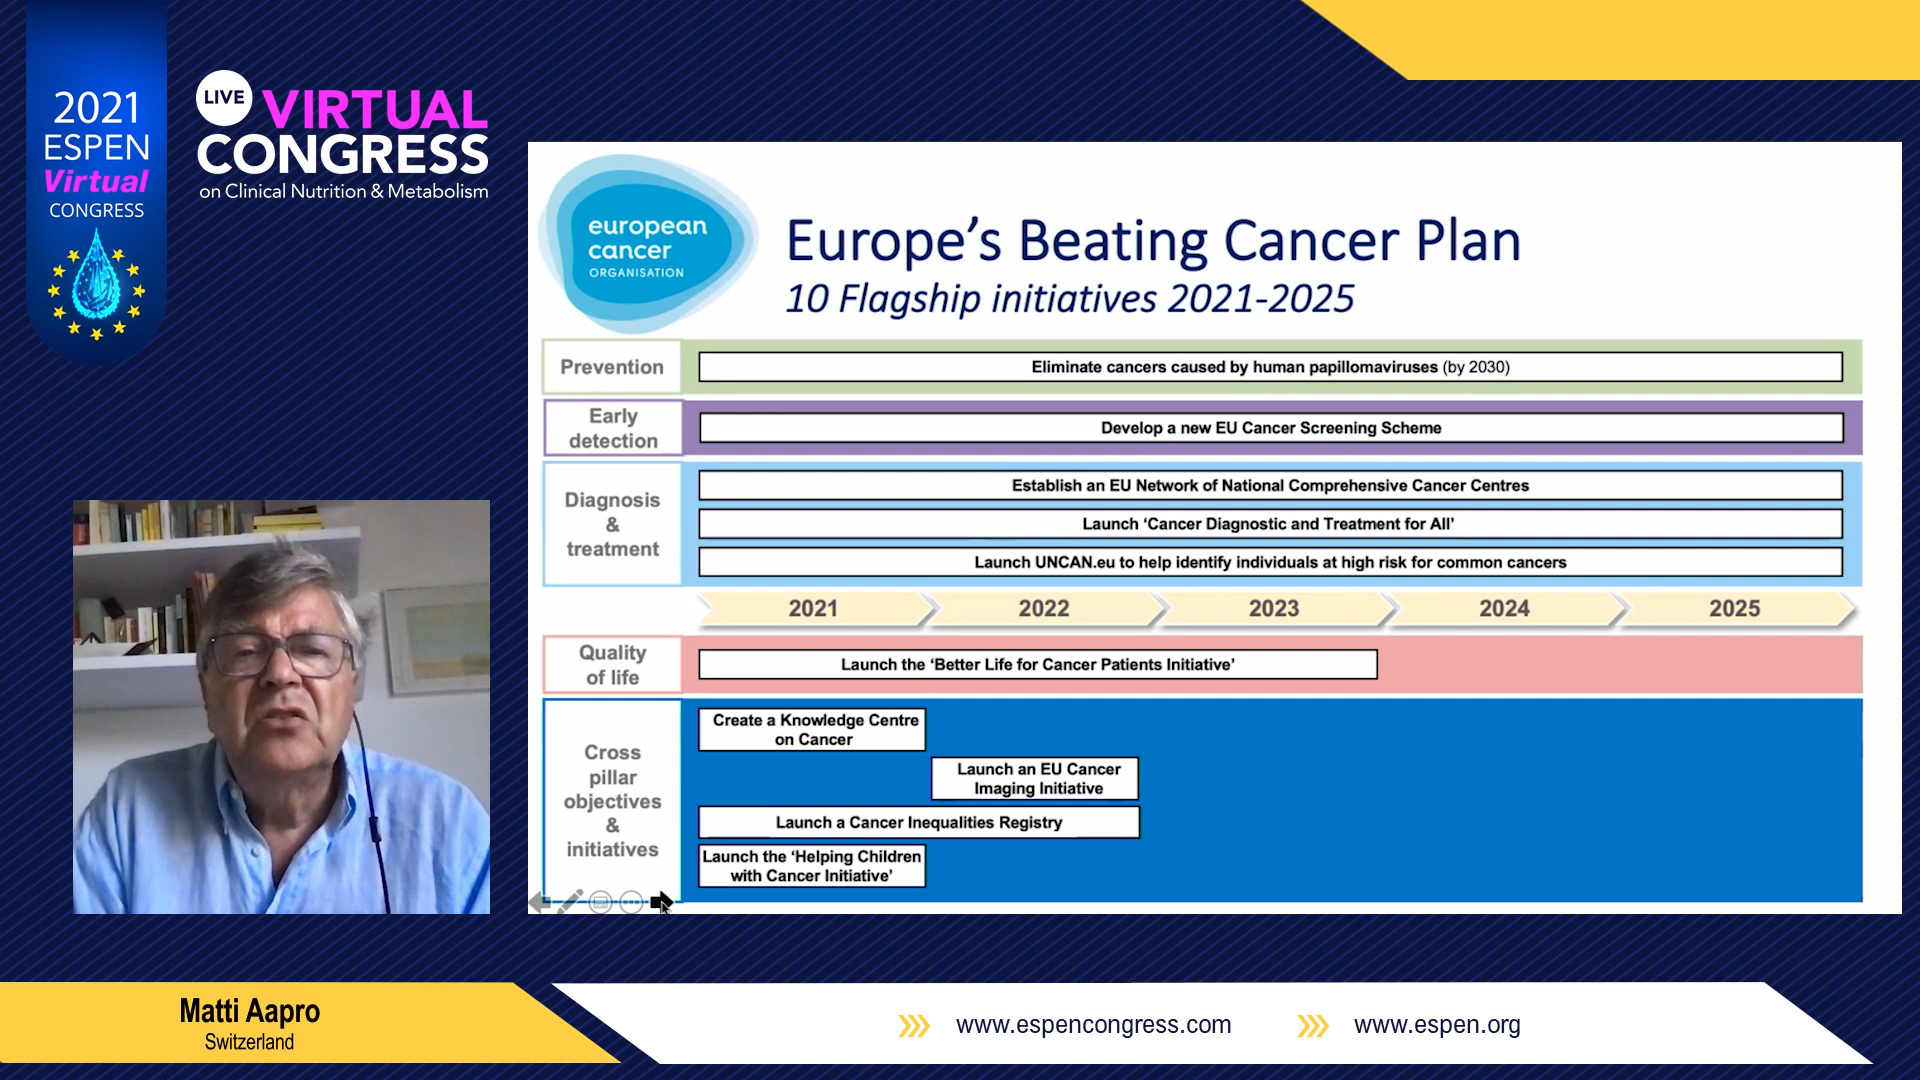 2021
ESPEN
Virtual
CONGRESS
LIVE
VIRTUAL
CONGRESS
on Clinical Nutrition & Metabolism
european
cancer
ORGANISATION
Europe’s Beating Cancer Plan
10 Flagship initiatives 2021-2025
Prevention
Eliminate cancers caused by human papillomaviruses (by 2030)
Early
detection
Develop a new EU Cancer Screening Scheme
Diagnosis
&
treatment
Establish an EU Network of National Comprehensive Cancer Centres
Launch ‘Cancer Diagnostic and Treatment for All’
Launch UNCAN.eu to help identify individuals at high risk for common cancers
2021 2022 2023 2024 2025
Quality
of life
Launch the ‘Better Life for Cancer Patients Initiative’
Cross
pillar
objectives
&
initiatives
Create a Knowledge Centre
on Cancer
Launch an EU Cancer
Imaging Initiative
Launch a Cancer Inequalities Registry
Launch the ‘Helping Children
with Cancer Initiative’
Matti Aapro
Switzerland
www.espencongress.com
www.espen.org